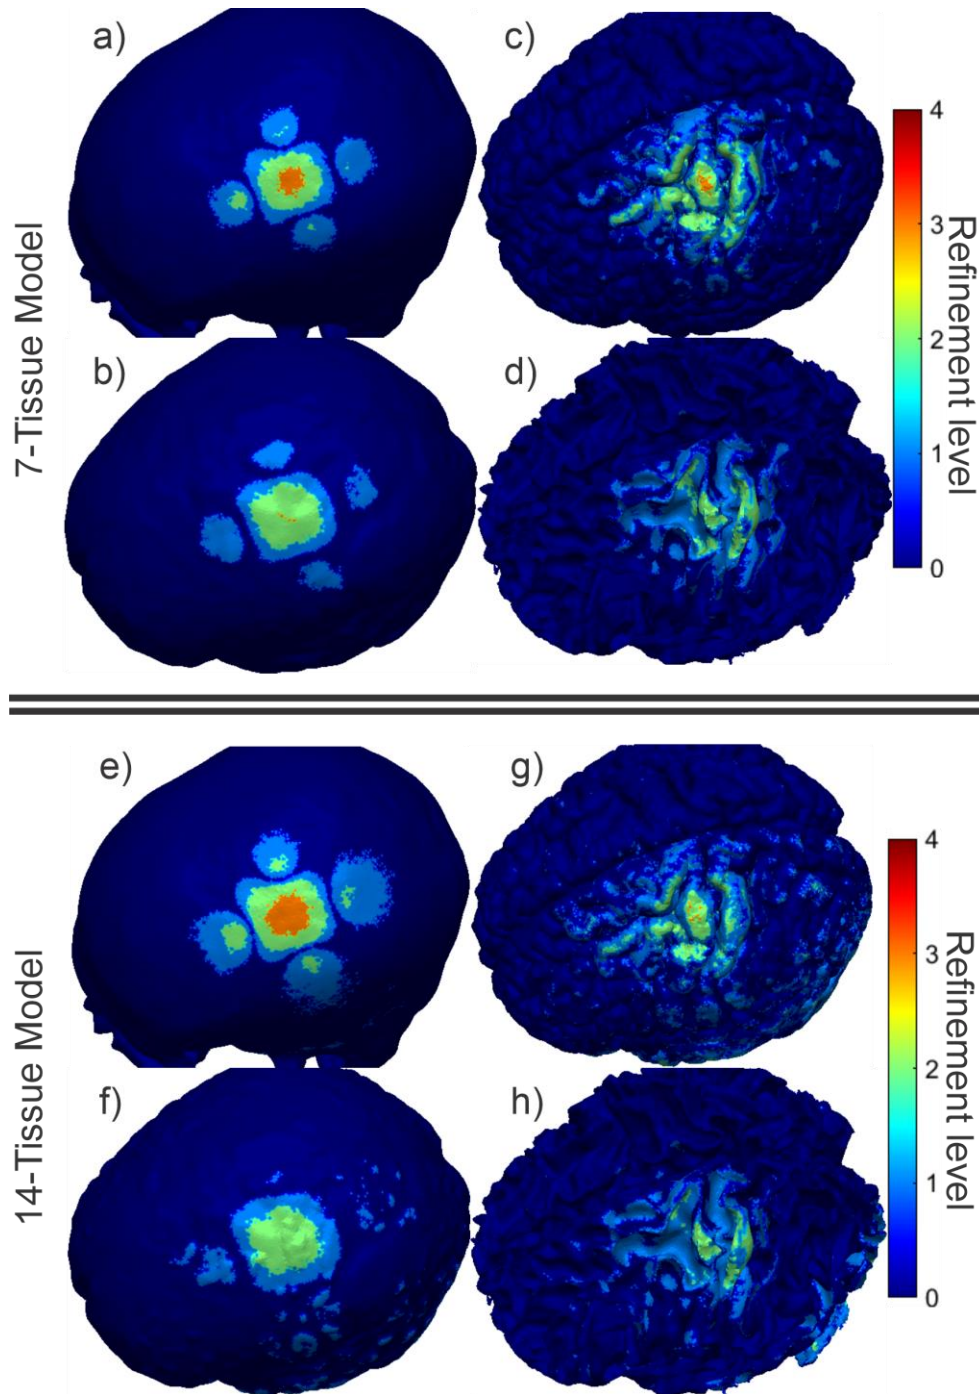 a)
c)
7-Tissue Model
b)
d)
4
3
2
1
0
Refinement level
e)
g)
14-Tissue Model
f)
h)
4
3
2
1
0
Refinement level